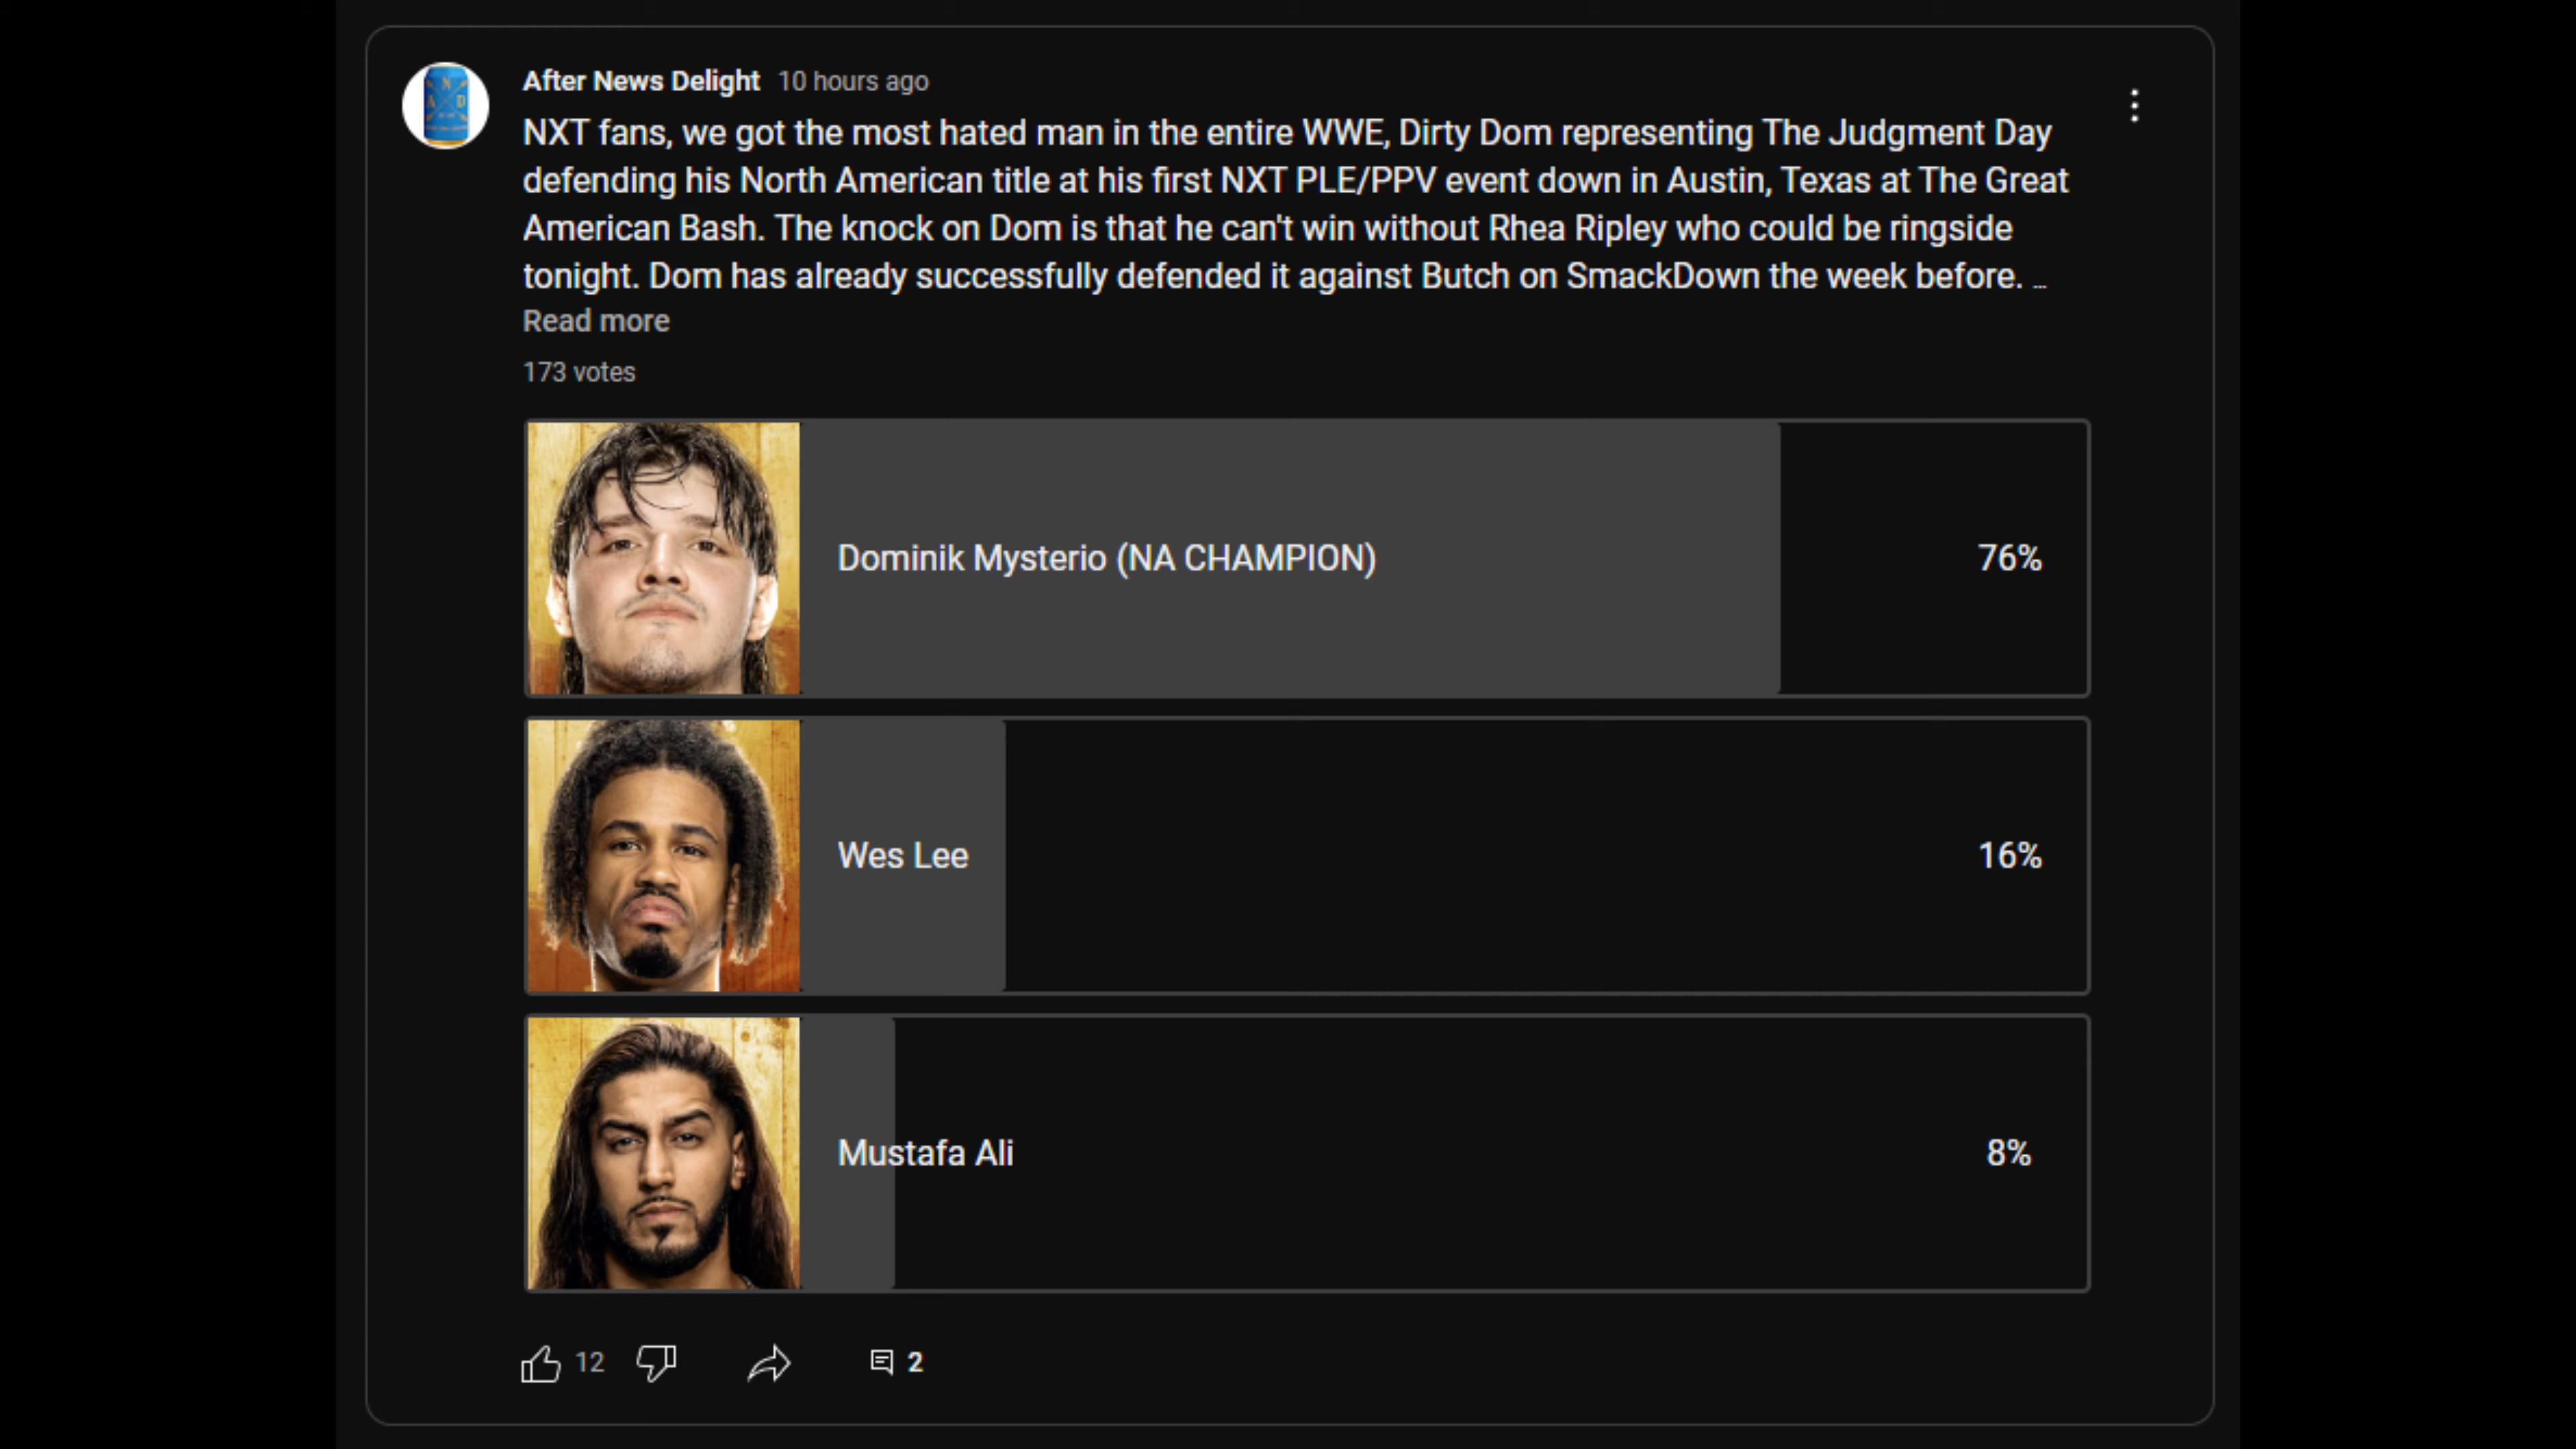 After News Delight 10 hours ago
NXT fans, we got the most hated man in the entire WWE, Dirty Dom representing The Judgment Day
defending his North American title at his first NXT PLE/PPV event down in Austin, Texas at The Great
American Bash. The knock on Dom is that he can't win without Rhea Ripley who could be ringside
tonight. Dom has already successfully defended it against Butch on SmackDown the week before. ...
Read more
173 votes
Dominik Mysterio (NA CHAMPION) 76%
Wes Lee 16%
Mustafa Ali 8%
12 2